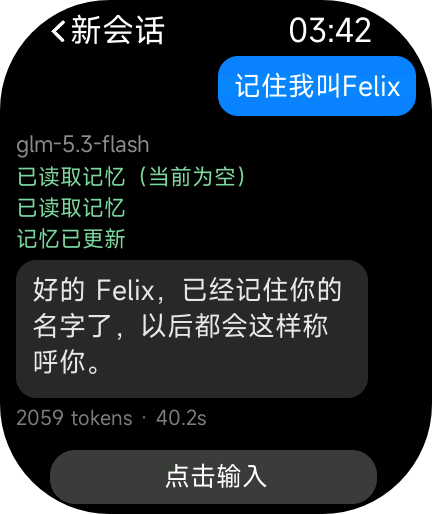 新会话
03:42
记住我叫Felix
glm-5.3-flash
已读取记忆（当前为空）
已读取记忆
记忆已更新
好的 Felix，已经记住你的
名字了，以后都会这样称
呼你。
2059 tokens · 40.2s
点击输入